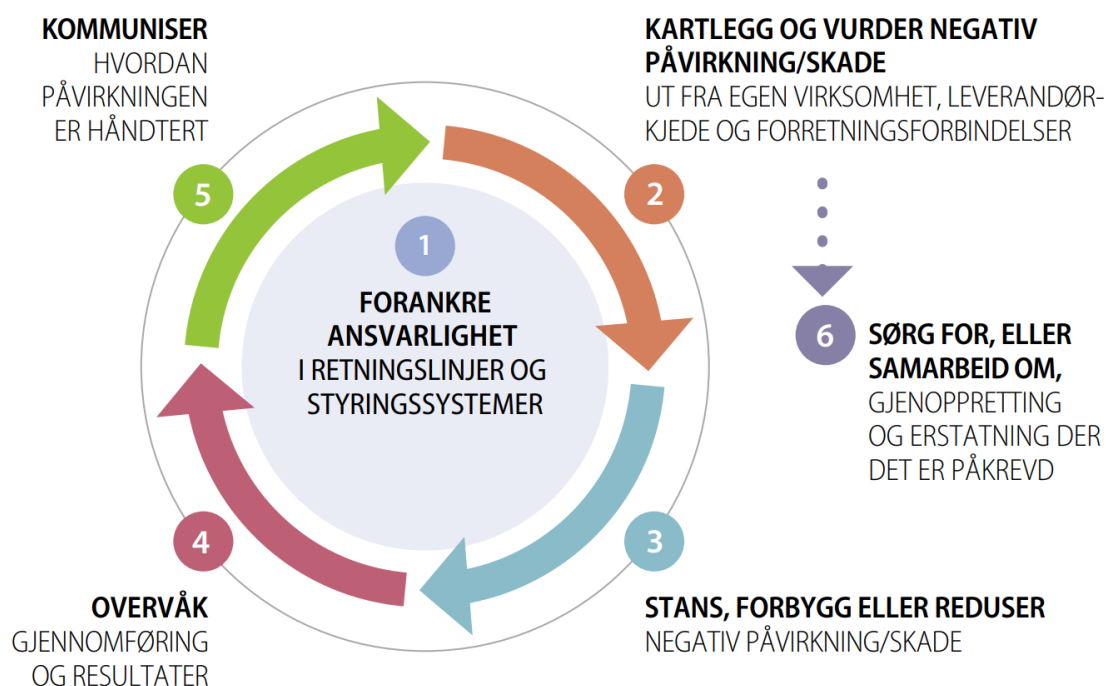 1
FORANKRE
ANSVARLIGHET
I RETNINGSLINJER OG
STYRINGSSYSTEMER
2
KARTLEGG OG VURDER NEGATIV
PÅVIRKNING/SKADE
UT FRA EGEN VIRKSOMHET, LEVERANDØR-
KJEDE OG FORRETNINGSFORBINDELSER
3
STANS, FORBYGG ELLER REDUSER
NEGATIV PÅVIRKNING/SKADE
4
OVERVÅK
GJENNOMFØRING
OG RESULTATER
5
KOMMUNISER
HVORDAN
PÅVIRKNINGEN
ER HÅNDTERT
6
SØRG FOR, ELLER
SAMARBEID OM,
GJENOPPRETTING
OG ERSTATNING DER
DET ER PÅKREVD